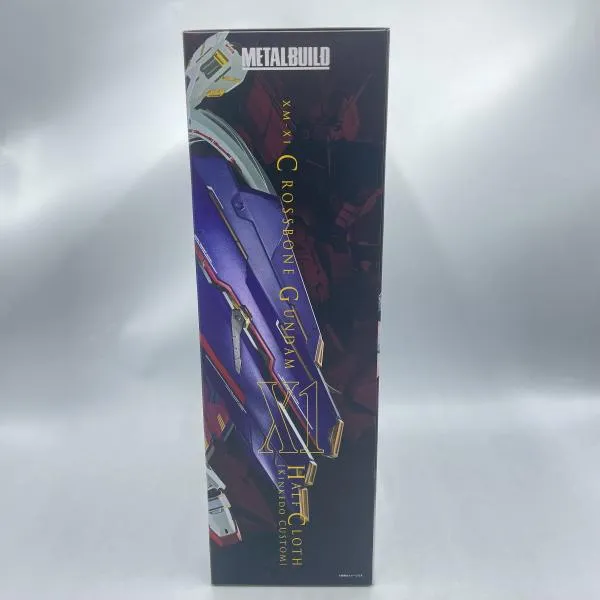 METALBUILD
XM-X1 CROSSBONE GUNDAM
X1
HALF CLOTH
[KINKEDO CUSTOM]